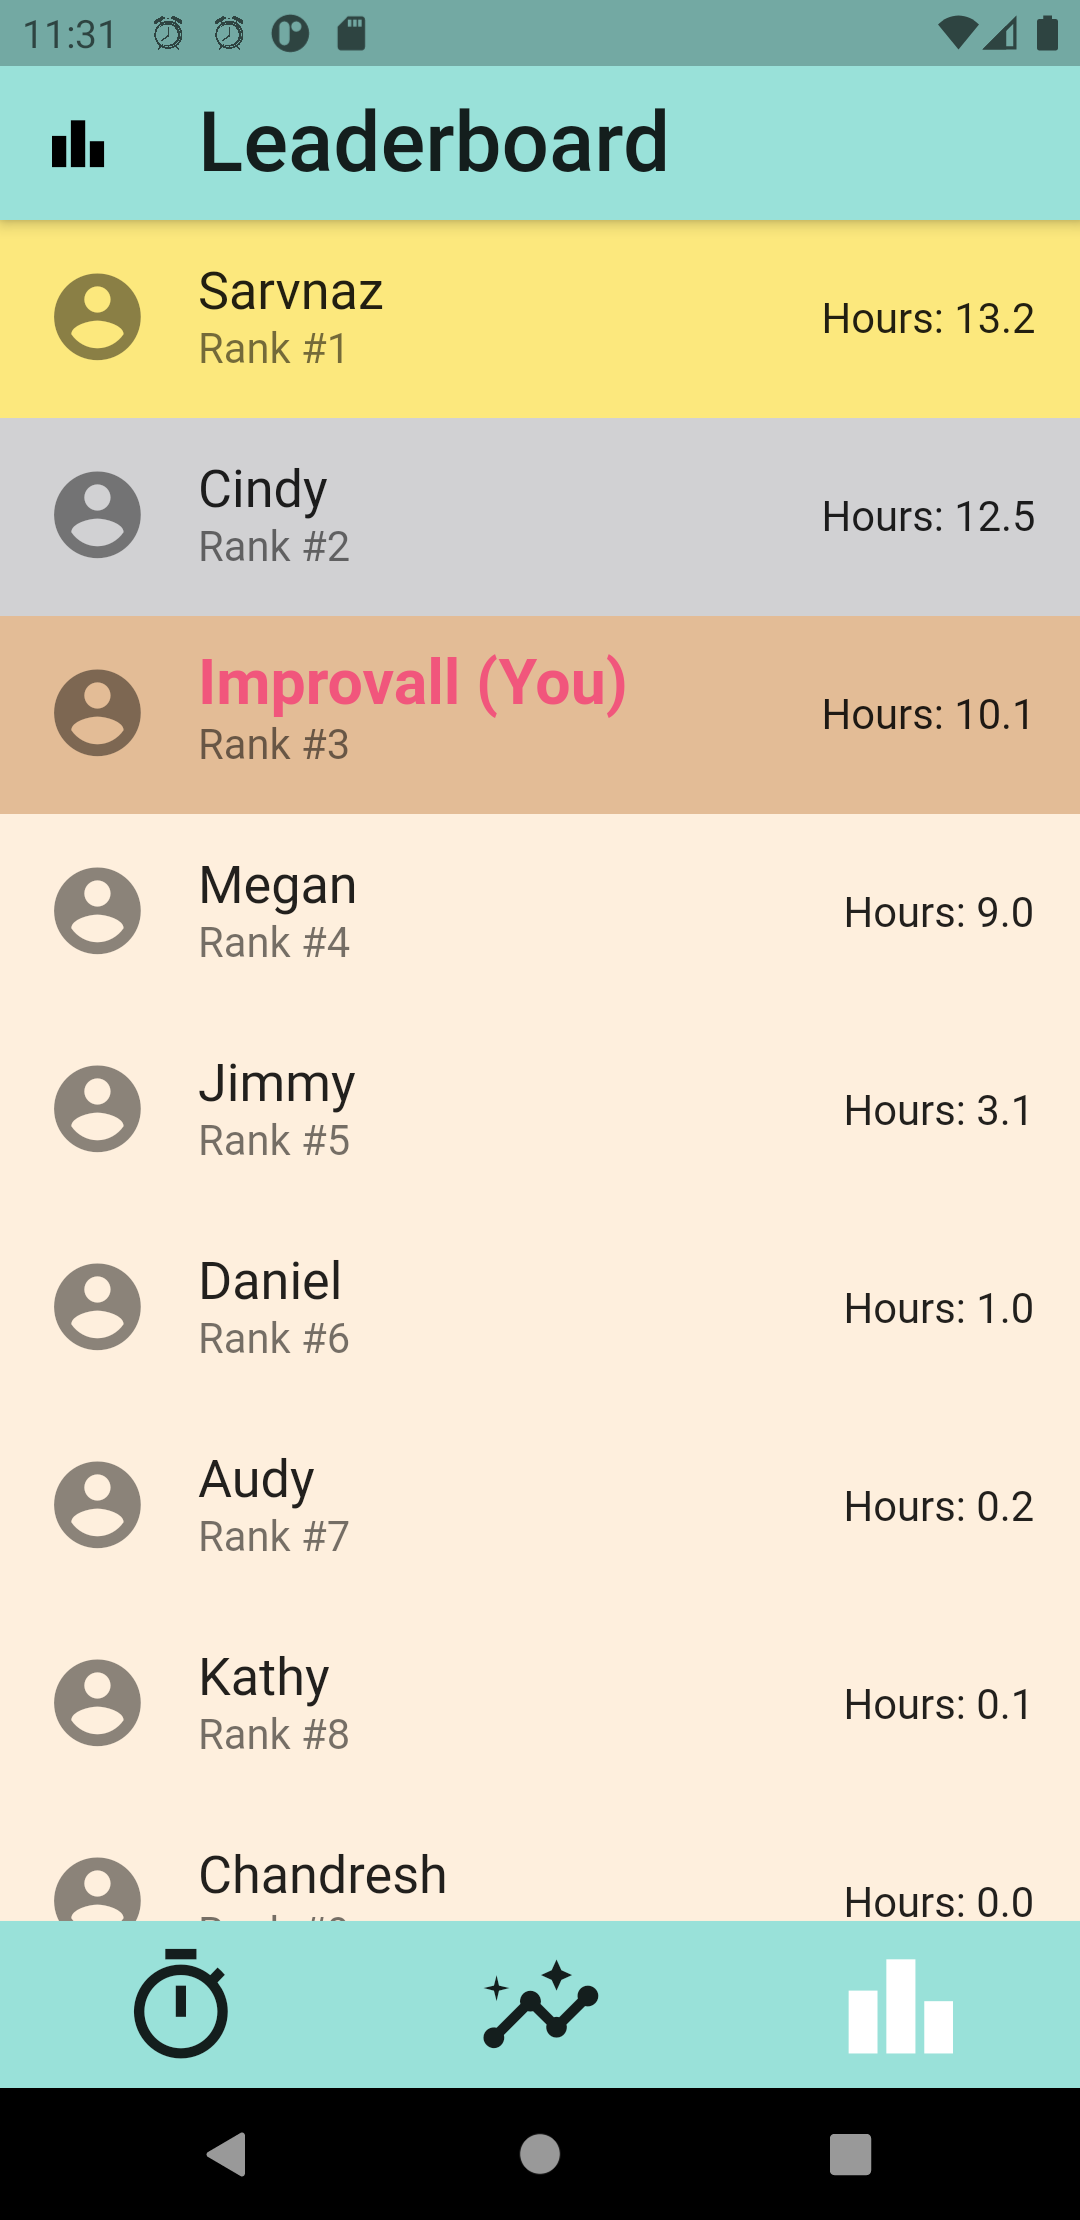 11:31
Leaderboard
Sarvnaz
Rank #1
Hours: 13.2
Cindy
Rank #2
Hours: 12.5
Improvall (You)
Rank #3
Hours: 10.1
Megan
Rank #4
Hours: 9.0
Jimmy
Rank #5
Hours: 3.1
Daniel
Rank #6
Hours: 1.0
Audy
Rank #7
Hours: 0.2
Kathy
Rank #8
Hours: 0.1
Chandresh
Hours: 0.0